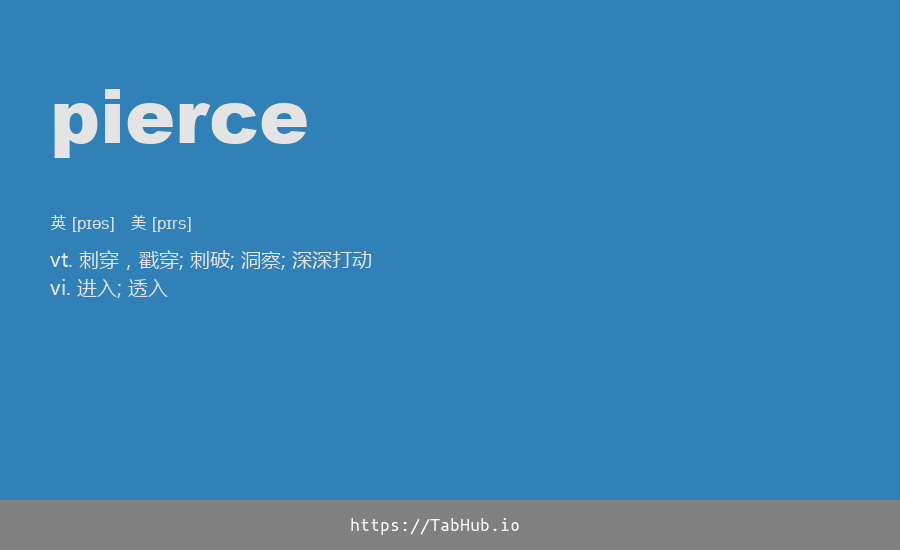 pierce
英 [pɪəs] 美 [pɪrs]
vt. 刺穿，戳穿; 刺破; 洞察; 深深打动
vi. 进入; 透入
https://TabHub.io